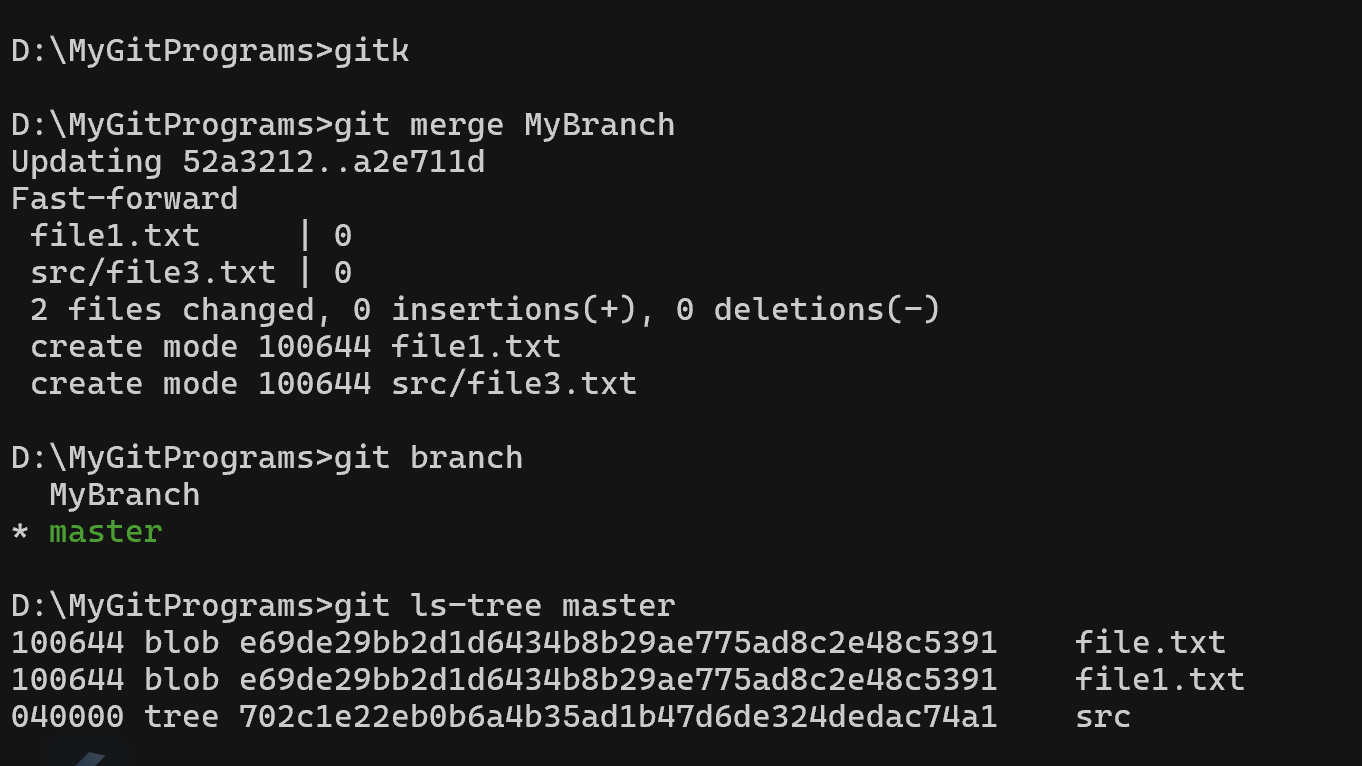 D:\MyGitPrograms>gitk
D:\MyGitPrograms>git merge MyBranch
Updating 52a3212..a2e711d
Fast-forward
 file1.txt     | 0
 src/file3.txt | 0
 2 files changed, 0 insertions(+), 0 deletions(-)
 create mode 100644 file1.txt
 create mode 100644 src/file3.txt
D:\MyGitPrograms>git branch
  MyBranch
* master
D:\MyGitPrograms>git ls-tree master
100644 blob e69de29bb2d1d6434b8b29ae775ad8c2e48c5391    file.txt
100644 blob e69de29bb2d1d6434b8b29ae775ad8c2e48c5391    file1.txt
040000 tree 702c1e22eb0b6a4b35ad1b47d6de324dedac74a1    src